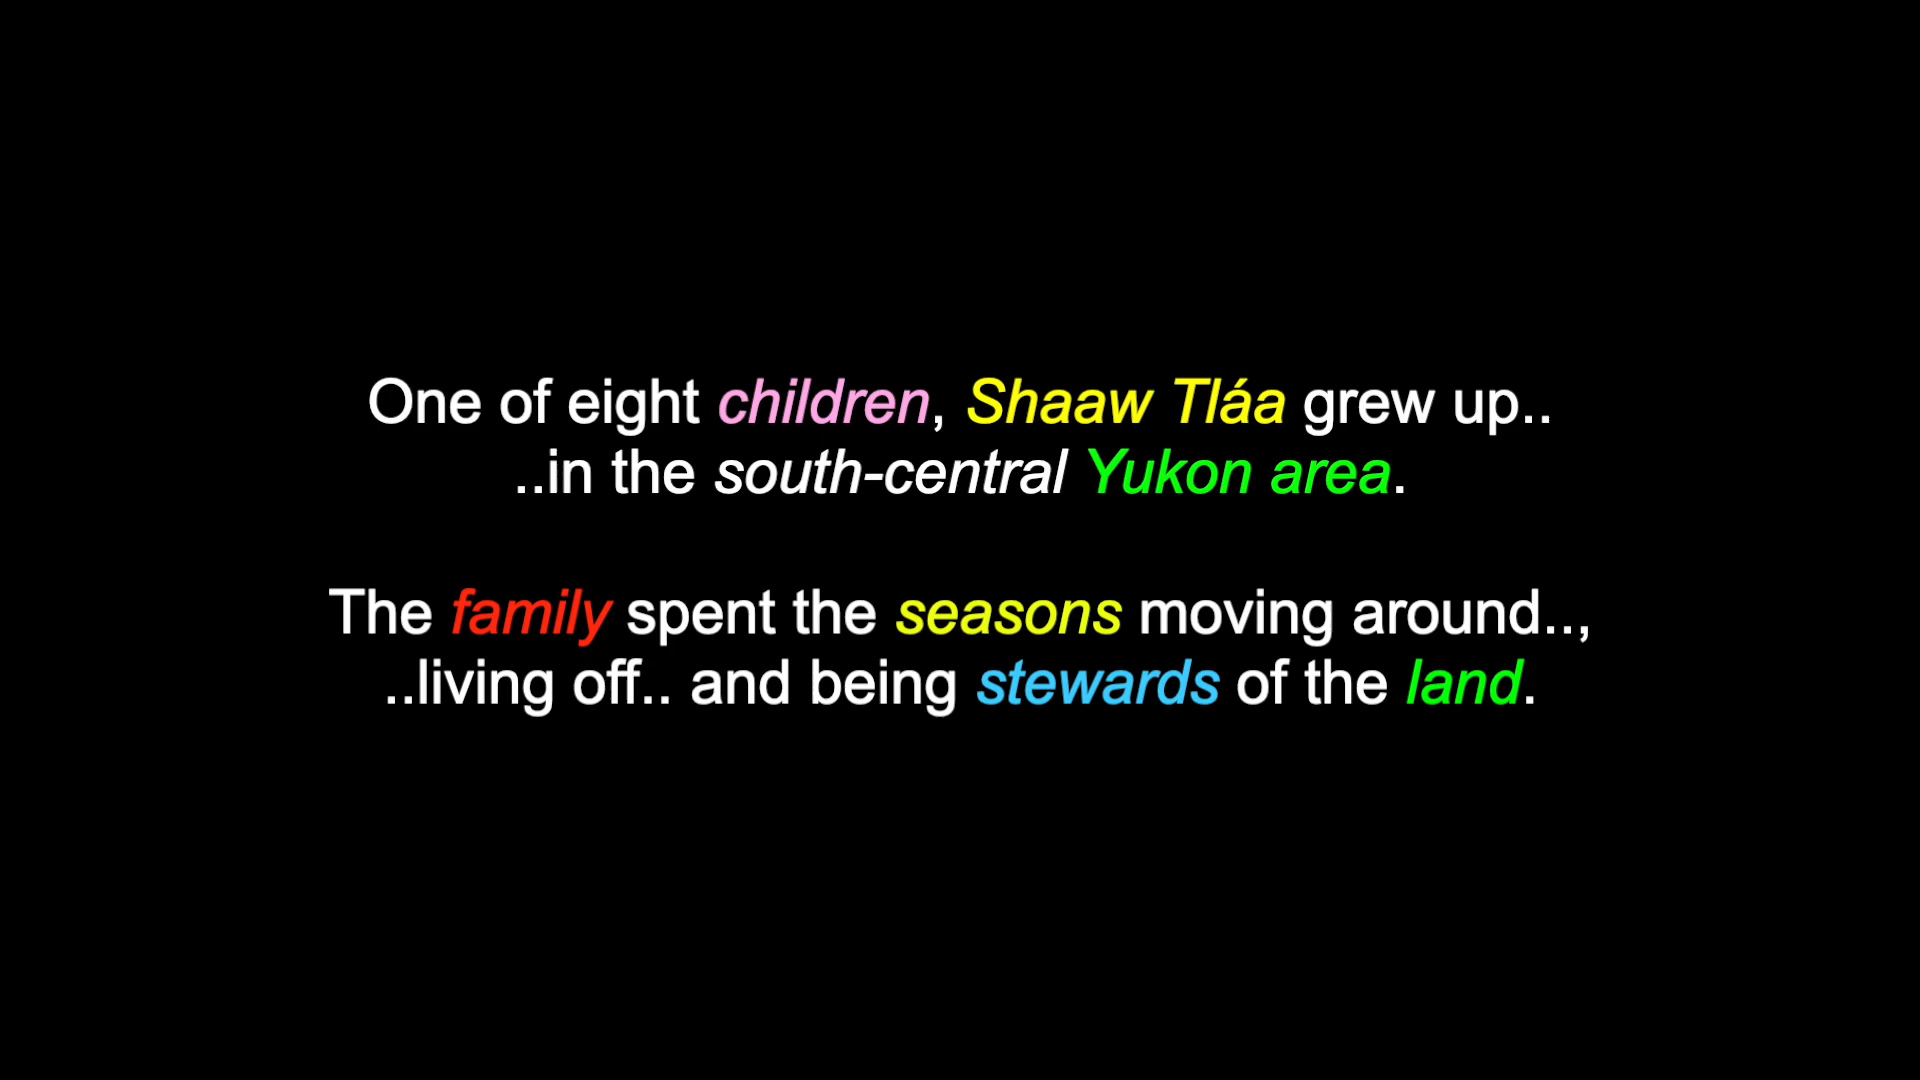 One of eight children, Shaaw Tláa grew up..
..in the south-central Yukon area.
The family spent the seasons moving around..,
..living off.. and being stewards of the land.